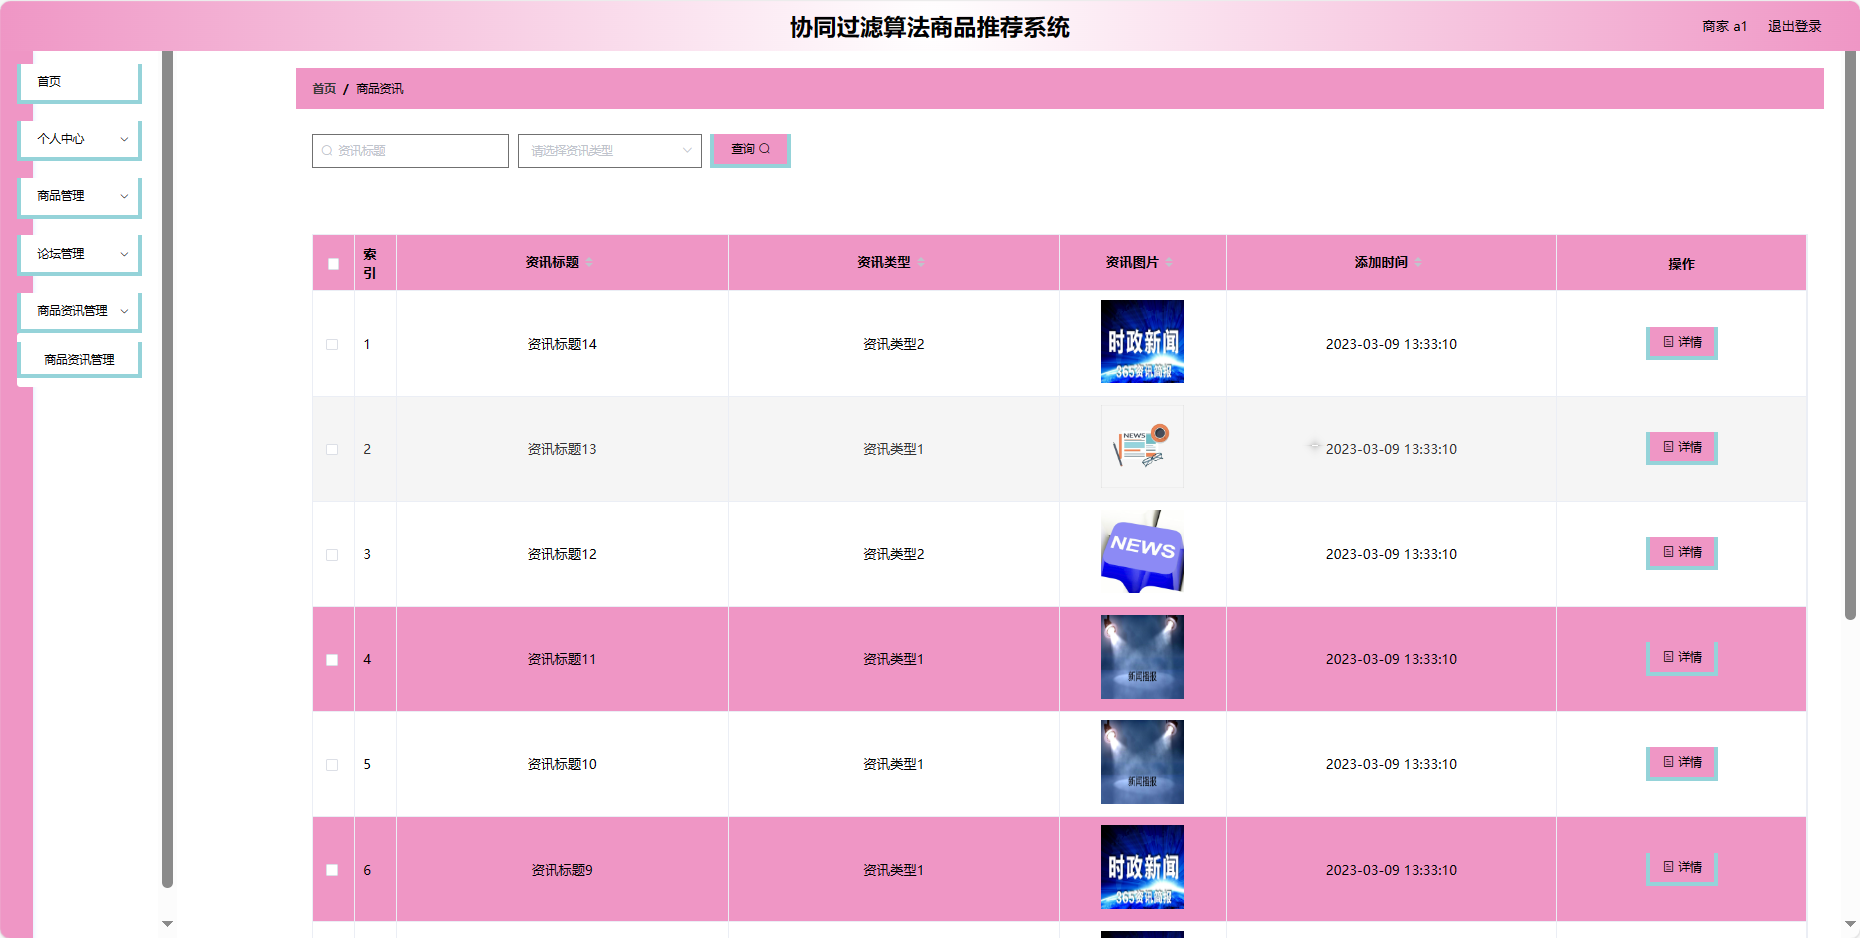 协同过滤算法商品推荐系统
商家 a1 退出登录
首页
个人中心
商品管理
论坛管理
商品资讯管理
商品资讯管理
首页 / 商品资讯
资讯标题 请选择资讯类型 查询
索引 资讯标题 资讯类型 资讯图片 添加时间 操作
1 资讯标题14 资讯类型2 时政新闻 365资讯简报 2023-03-09 13:33:10 详情
2 资讯标题13 资讯类型1 NEWS 2023-03-09 13:33:10 详情
3 资讯标题12 资讯类型2 NEWS 2023-03-09 13:33:10 详情
4 资讯标题11 资讯类型1 新闻播报 2023-03-09 13:33:10 详情
5 资讯标题10 资讯类型1 新闻播报 2023-03-09 13:33:10 详情
6 资讯标题9 资讯类型1 时政新闻 365资讯简报 2023-03-09 13:33:10 详情